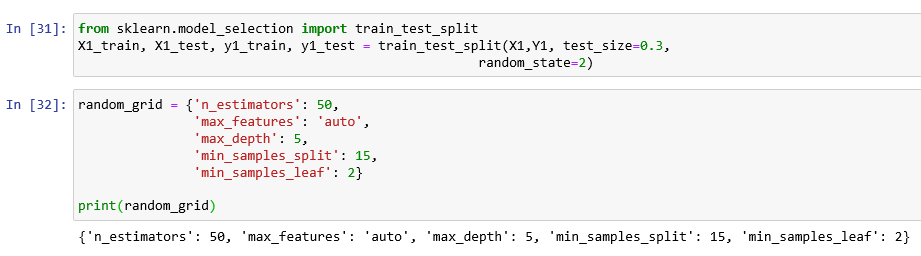 In [31]: from sklearn.model_selection import train_test_split
X1_train, X1_test, y1_train, y1_test = train_test_split(X1,Y1, test_size=0.3,
random_state=2)
In [32]: random_grid = {'n_estimators': 50,
'max_features': 'auto',
'max_depth': 5,
'min_samples_split': 15,
'min_samples_leaf': 2}
print(random_grid)
{'n_estimators': 50, 'max_features': 'auto', 'max_depth': 5, 'min_samples_split': 15, 'min_samples_leaf': 2}